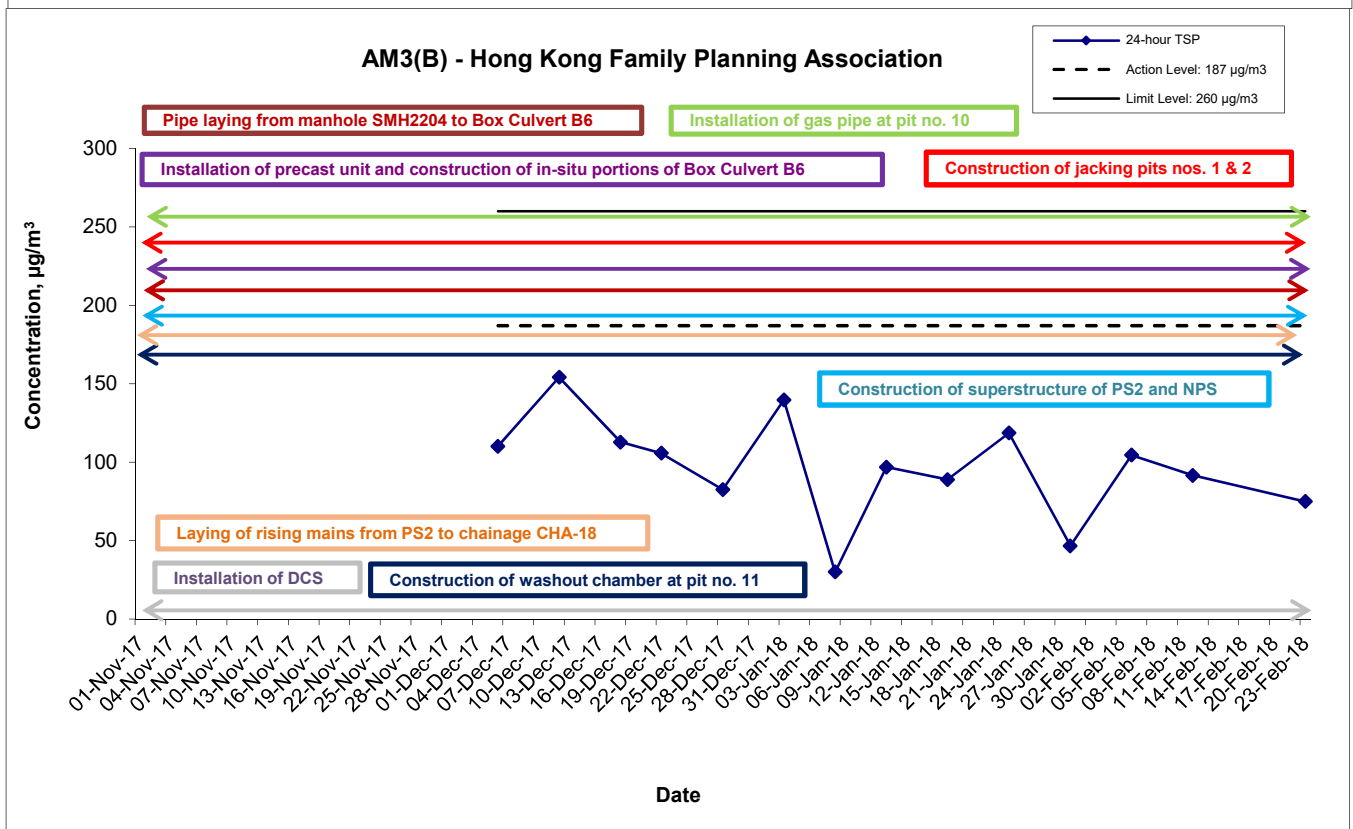 AM3(B) - Hong Kong Family Planning Association
24-hour TSP
Action Level: 187 µg/m3
Limit Level: 260 µg/m3
Pipe laying from manhole SMH2204 to Box Culvert B6
Installation of gas pipe at pit no. 10
Installation of precast unit and construction of in-situ portions of Box Culvert B6
Construction of jacking pits nos. 1 & 2
Construction of superstructure of PS2 and NPS
Laying of rising mains from PS2 to chainage CHA-18
Installation of DCS
Construction of washout chamber at pit no. 11
Concentration, µg/m³
300
250
200
150
100
50
0
01-Nov-17
04-Nov-17
07-Nov-17
10-Nov-17
13-Nov-17
16-Nov-17
19-Nov-17
22-Nov-17
25-Nov-17
28-Nov-17
01-Dec-17
04-Dec-17
07-Dec-17
10-Dec-17
13-Dec-17
16-Dec-17
19-Dec-17
22-Dec-17
25-Dec-17
28-Dec-17
31-Dec-17
03-Jan-18
06-Jan-18
09-Jan-18
12-Jan-18
15-Jan-18
18-Jan-18
21-Jan-18
24-Jan-18
27-Jan-18
30-Jan-18
02-Feb-18
05-Feb-18
08-Feb-18
11-Feb-18
14-Feb-18
17-Feb-18
20-Feb-18
23-Feb-18
Date